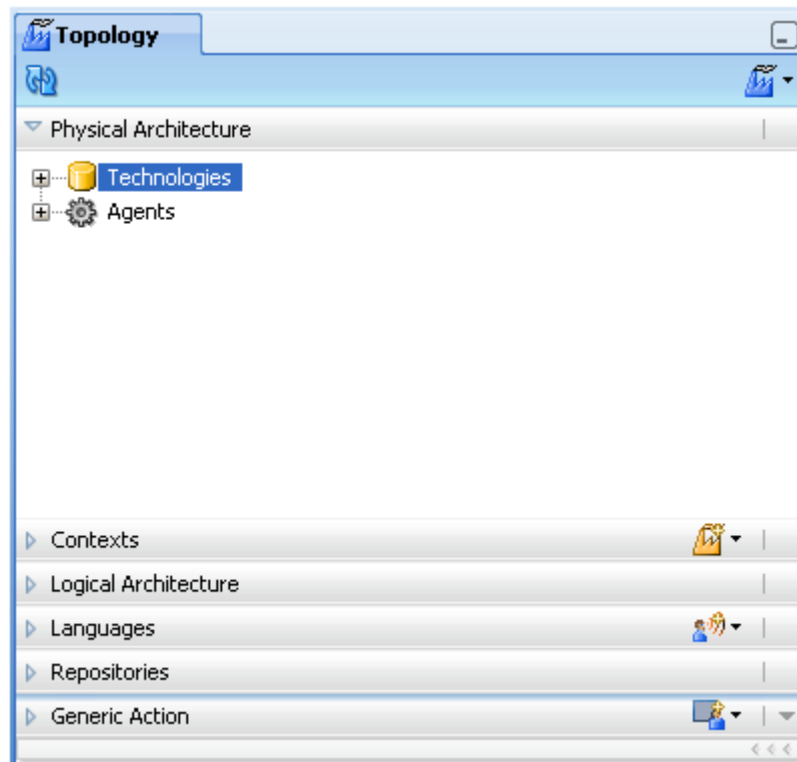 Topology
Physical Architecture
Technologies
Agents
Contexts
Logical Architecture
Languages
Repositories
Generic Action